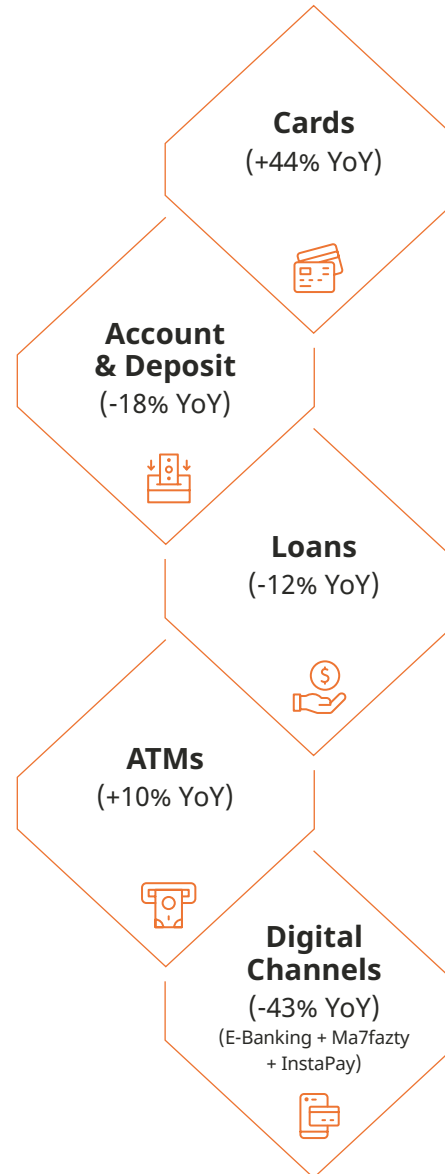 Cards
(+44% YoY)
Account
& Deposit
(-18% YoY)
Loans
(-12% YoY)
$
ATMs
(+10% YoY)
Digital
Channels
(-43% YoY)
(E-Banking + Ma7fazty
+ InstaPay)